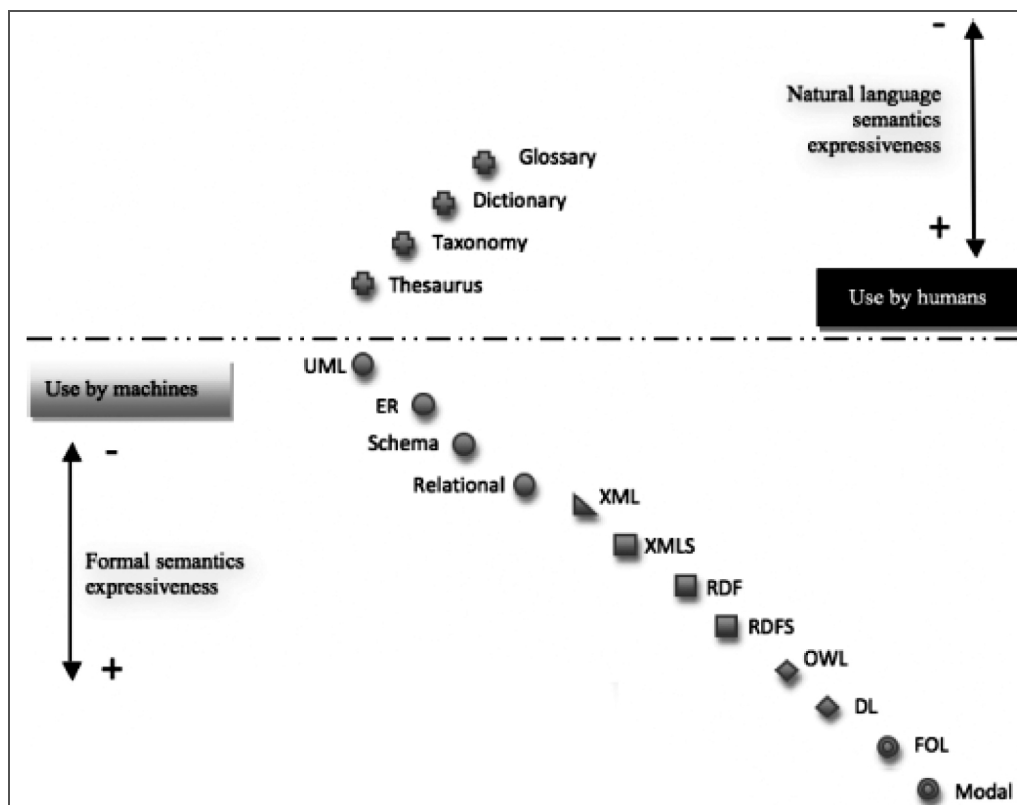 -
Natural language
semantics
expressiveness
Glossary
Dictionary
Taxonomy
+
Thesaurus
Use by humans
UML
Use by machines
ER
-
Schema
Relational
XML
XMLS
Formal semantics
expressiveness
RDF
RDFS
+
OWL
DL
FOL
Modal